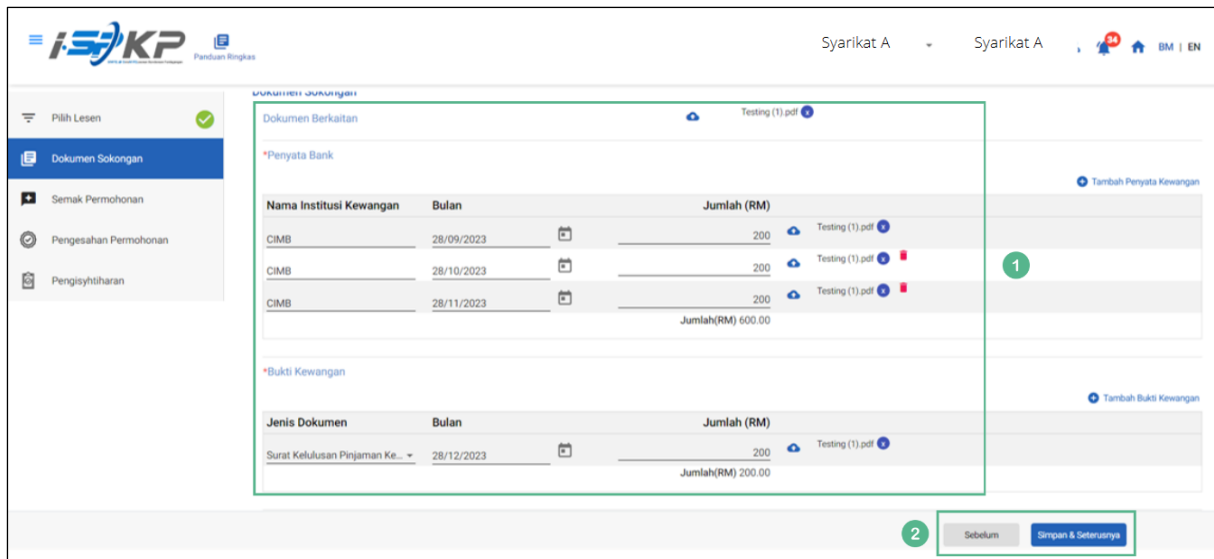 i-SPKP
Panduan Ringkas
Syarikat A
Syarikat A
34
BM | EN
Pilih Lesen
Dokumen Sokongan
Semak Permohonan
Pengesahan Permohonan
Pengisyhtiharan
Dokumen Sokongan
Dokumen Berkaitan
Testing (1).pdf x
*Penyata Bank
Tambah Penyata Kewangan
Nama Institusi Kewangan Bulan Jumlah (RM)
CIMB 28/09/2023 200 Testing (1).pdf x
CIMB 28/10/2023 200 Testing (1).pdf x
CIMB 28/11/2023 200 Testing (1).pdf x
Jumlah(RM) 600.00
1
*Bukti Kewangan
Tambah Bukti Kewangan
Jenis Dokumen Bulan Jumlah (RM)
Surat Kelulusan Pinjaman Ke... 28/12/2023 200 Testing (1).pdf x
Jumlah(RM) 200.00
2
Sebelum
Simpan & Seterusnya